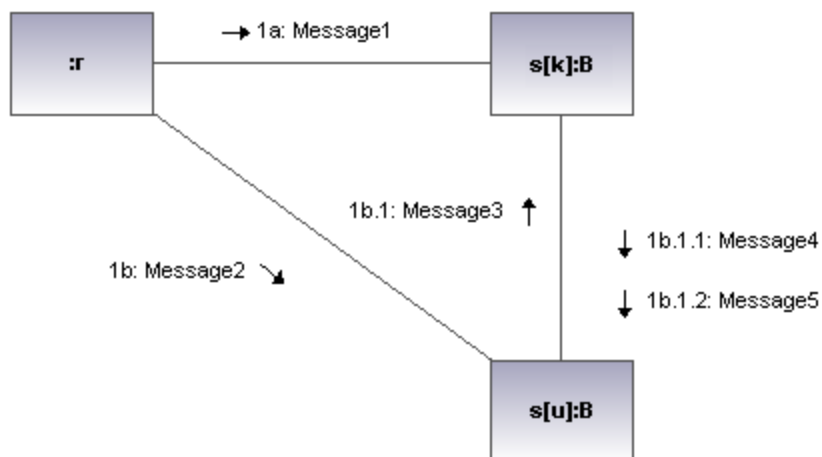 1a: Message1
:r
s[k]:B
1b.1: Message3
1b.1.1: Message4
1b: Message2
1b.1.2: Message5
s[u]:B